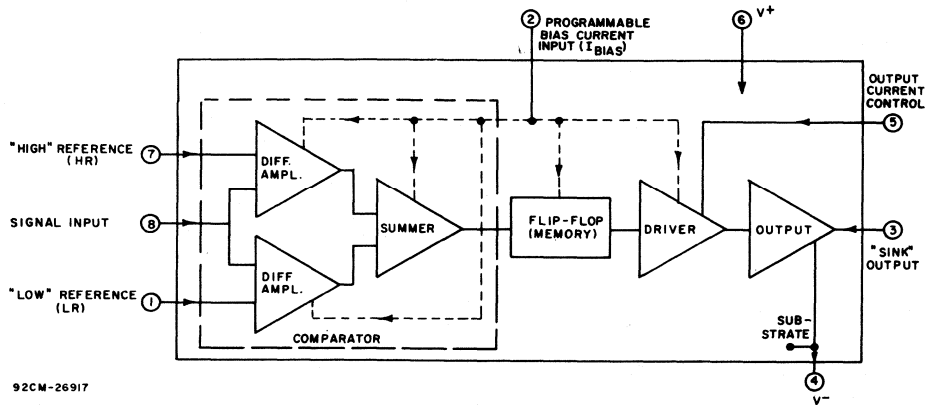 ② PROGRAMMABLE
BIAS CURRENT
INPUT (I BIAS)
⑥ V+
OUTPUT
CURRENT
CONTROL
⑤
"HIGH" REFERENCE
(HR)
⑦
DIFF.
AMPL.
SIGNAL INPUT
⑧
SUMMER
FLIP-FLOP
(MEMORY)
DRIVER
OUTPUT
③
"SINK"
OUTPUT
"LOW" REFERENCE
(LR)
①
DIFF.
AMPL.
COMPARATOR
SUB-
STRATE
④
V-
92CM-26917